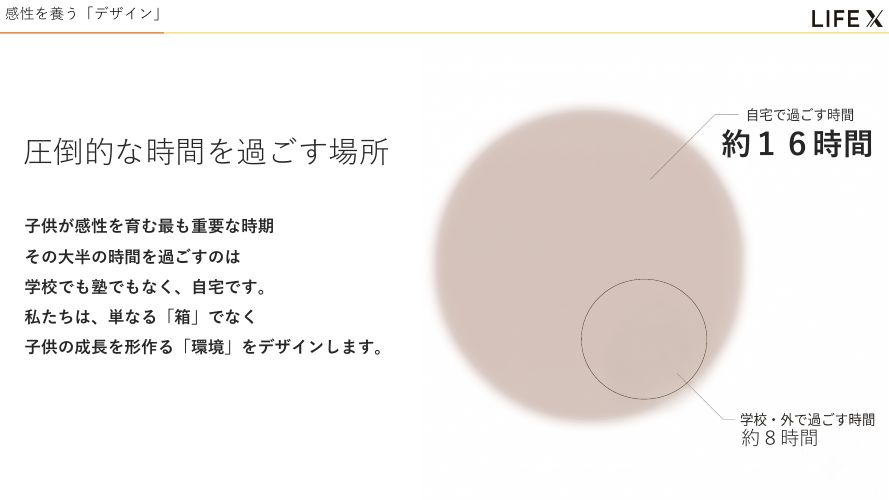 感性を養う「デザイン」
LIFE X
圧倒的な時間を過ごす場所
子供が感性を育む最も重要な時期
その大半の時間を過ごすのは
学校でも塾でもなく、自宅です。
私たちは、単なる「箱」でなく
子供の成長を形作る「環境」をデザインします。
自宅で過ごす時間
約１６時間
学校・外で過ごす時間
約８時間